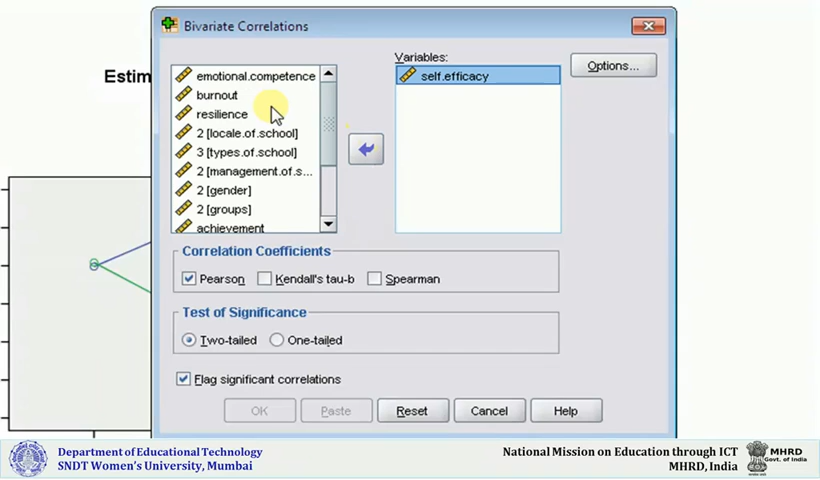 Bivariate Correlations
Estim
emotional.competence
burnout
resilience
2 [locale.of.school]
3 [types.of.school]
2 [management.of.s...
2 [gender]
2 [groups]
achievement
Variables:
self.efficacy
Options...
Correlation Coefficients
Pearson
Kendall's tau-b
Spearman
Test of Significance
Two-tailed
One-tailed
Flag significant correlations
OK
Paste
Reset
Cancel
Help
Department of Educational Technology
SNDT Women's University, Mumbai
National Mission on Education through ICT
MHRD, India
MHRD
Govt. of India